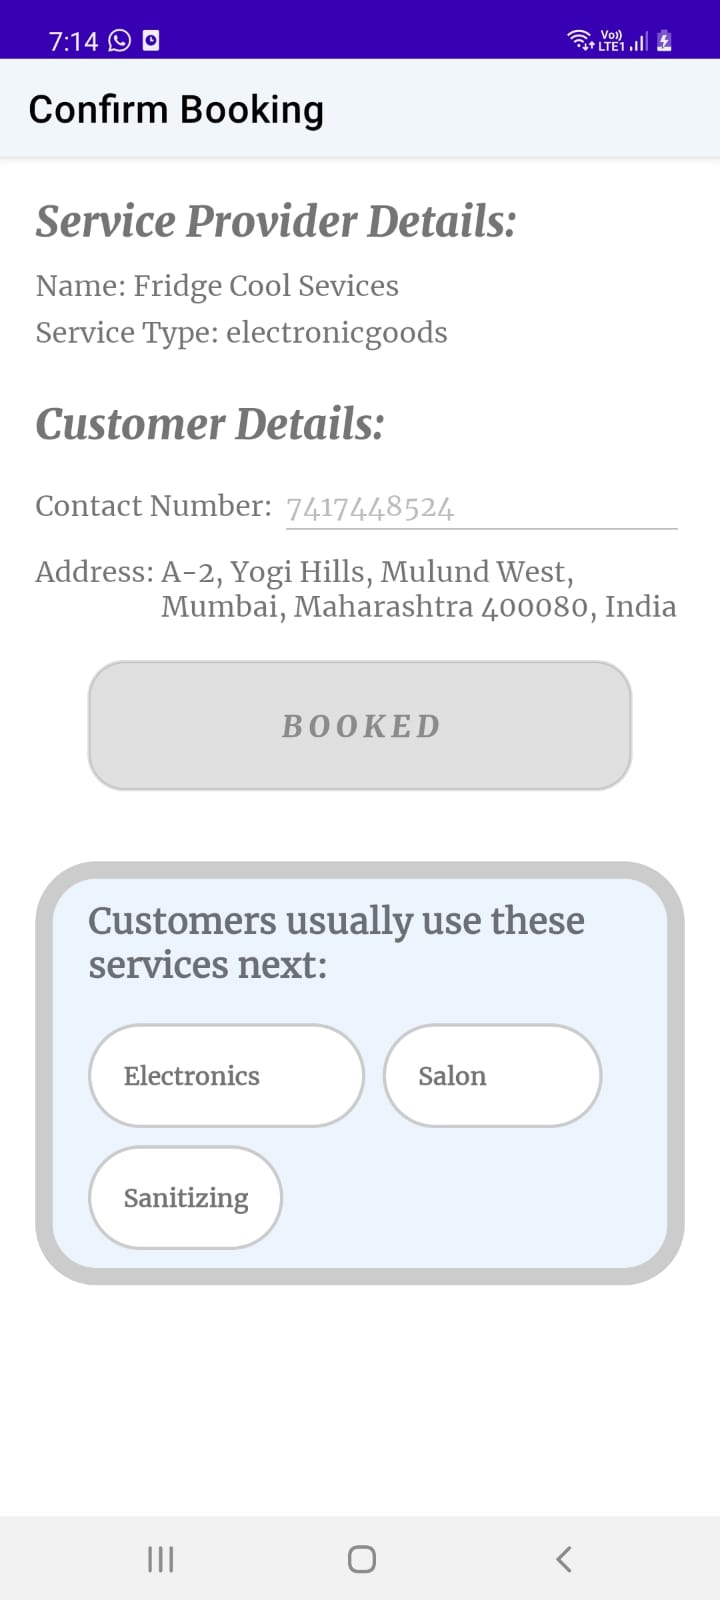 7:14
Vo))
LTE1
Confirm Booking
Service Provider Details:
Name: Fridge Cool Sevices
Service Type: electronicgoods
Customer Details:
Contact Number: 7417448524
Address: A-2, Yogi Hills, Mulund West,
Mumbai, Maharashtra 400080, India
BOOKED
Customers usually use these
services next:
Electronics
Salon
Sanitizing